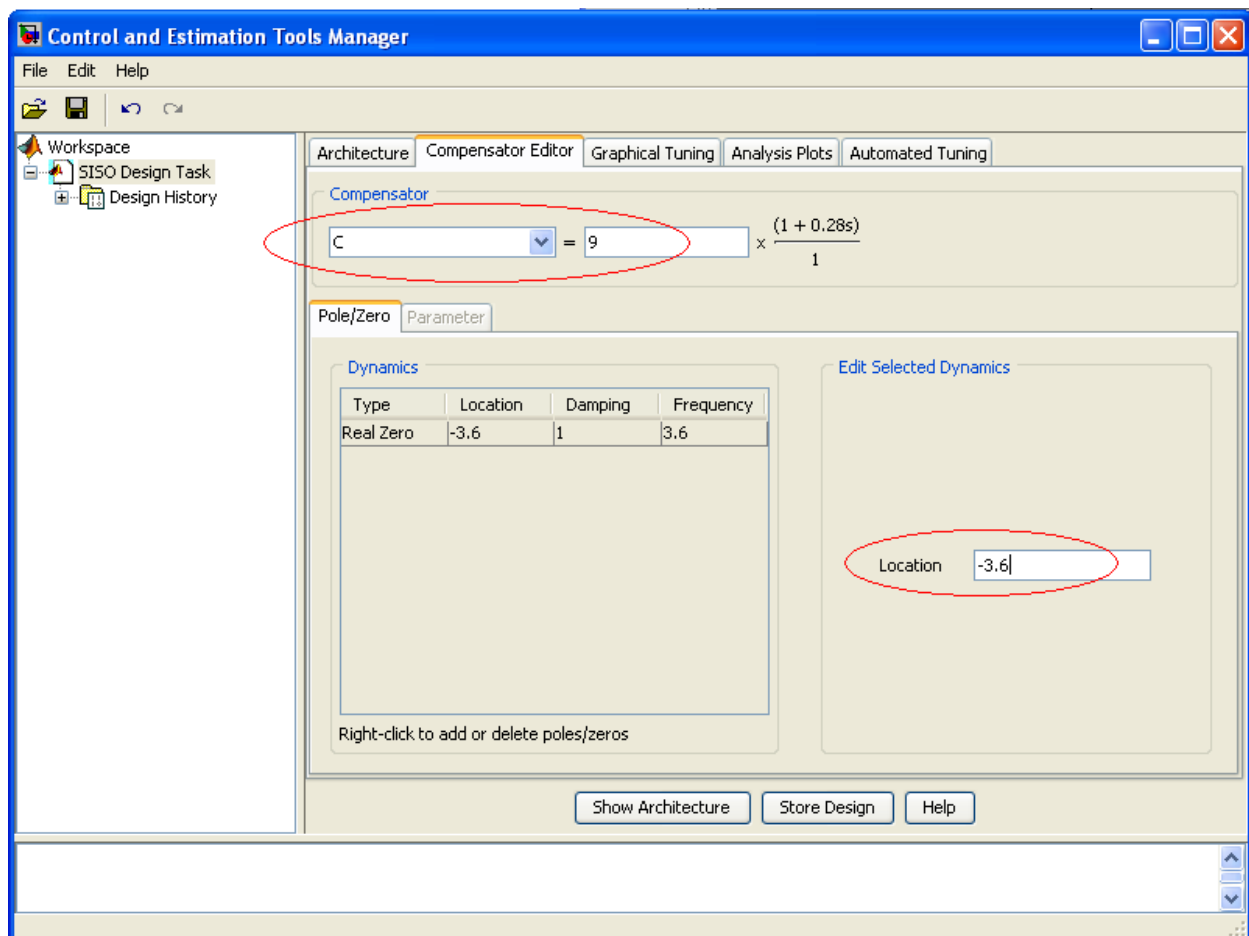 Control and Estimation Tools Manager
File Edit Help
Workspace
SISO Design Task
Design History
Architecture Compensator Editor Graphical Tuning Analysis Plots Automated Tuning
Compensator
C = 9 x (1 + 0.28s)
1
Pole/Zero Parameter
Dynamics
Type Location Damping Frequency
Real Zero -3.6 1 3.6
Right-click to add or delete poles/zeros
Edit Selected Dynamics
Location -3.6
Show Architecture Store Design Help